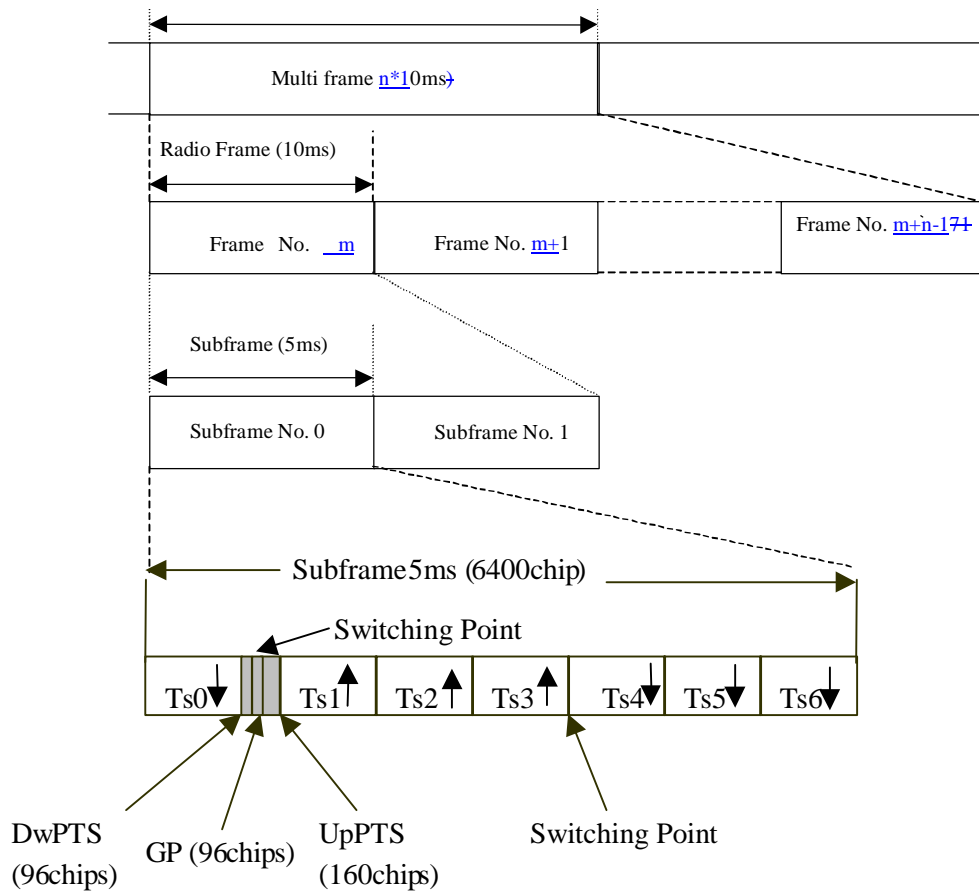 Multi frame n*10ms)
Radio Frame (10ms)
Frame No. m
Frame No. m+1
Frame No. m+n-171
Subframe (5ms)
Subframe No. 0
Subframe No. 1
Subframe5ms (6400chip)
Switching Point
Ts0
Ts1
Ts2
Ts3
Ts4
Ts5
Ts6
DwPTS
(96chips)
GP (96chips)
UpPTS
(160chips)
Switching Point